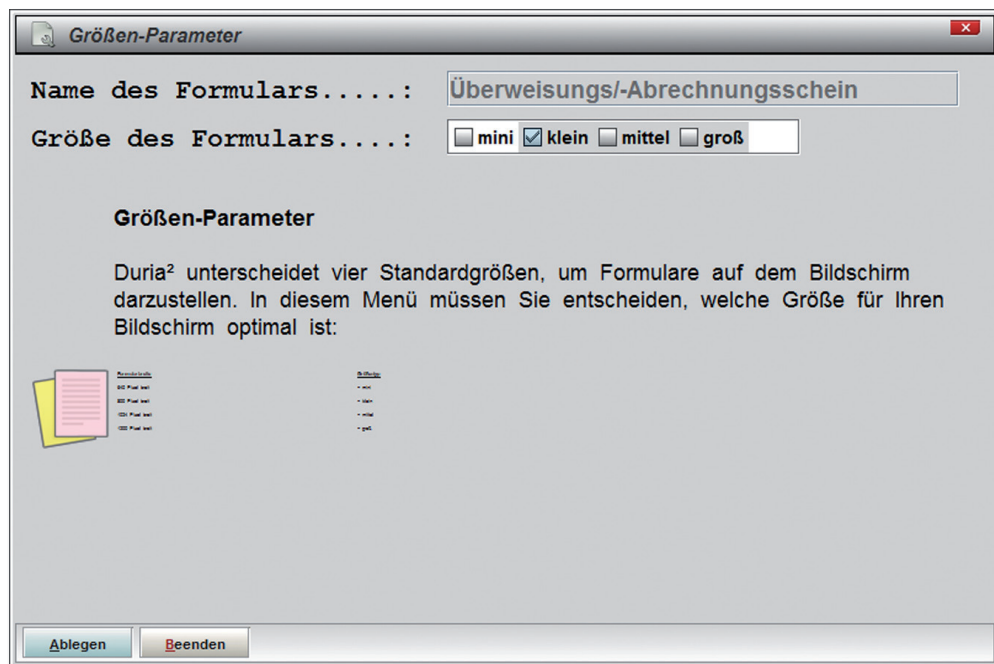 Größen-Parameter
Name des Formulars.....: Überweisungs/-Abrechnungsschein
Größe des Formulars....: mini klein mittel groß
Größen-Parameter
Duria² unterscheidet vier Standardgrößen, um Formulare auf dem Bildschirm
darzustellen. In diesem Menü müssen Sie entscheiden, welche Größe für Ihren
Bildschirm optimal ist:
Ablegen Beenden